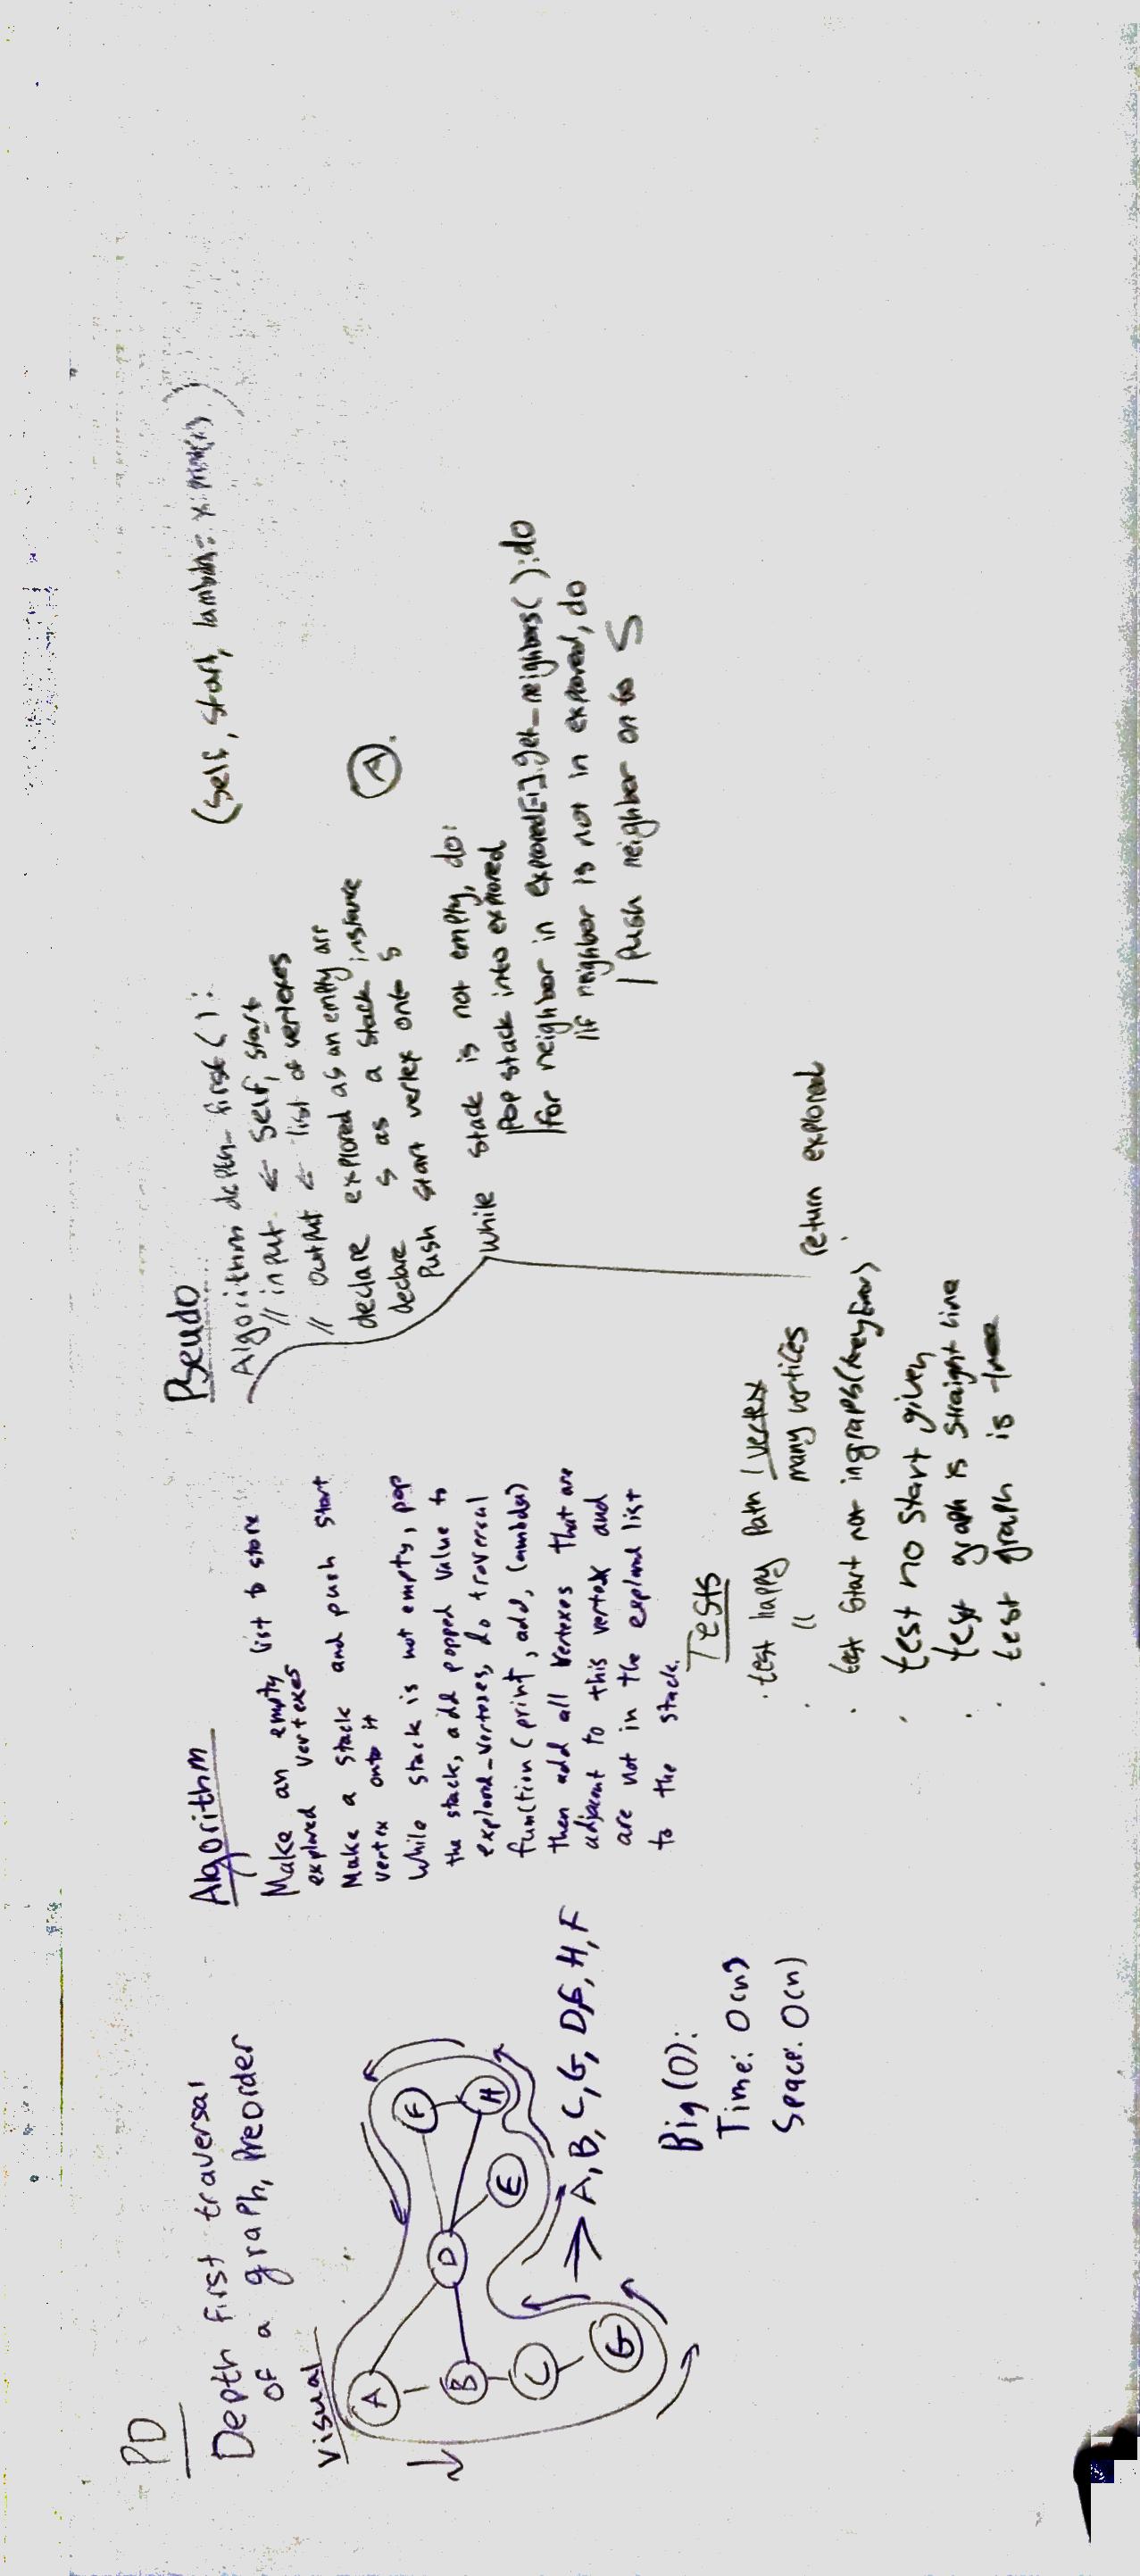 PD
Depth first traversal
of a graph, Preorder
Visual
A
B
C
G
D
E
F
H
→ A, B, C, G, D, E, H, F
Big(O):
Time: O(n)
Space: O(n)
Algorithm
Make an empty list to store
explored vertexes
Make a stack and push start
vertex onto it
While stack is not empty, pop
the stack, add popped value to
explored_vertexes, do traversal
function (print, add, lambda)
then add all vertexes that are
adjacent to this vertex and
are not in the explored list
to the stack.
Tests
· test happy path 1 vertex
· " many vertices
· test start not in graph (KeyError)
· test no start given
· test graph is straight line
· test graph is tree
Pseudo
Algorithm depth_first():
(self, start, lambda= x: print(x))
// input ← self, start
// output ← list of vertexes
declare explored as an empty arr
declare s as a stack instance
Push start vertex onto s
A
while stack is not empty, do:
Pop stack into explored
for neighbor in explored[-1].get_neighbors():do
if neighbor is not in explored, do
push neighbor onto S
return explored